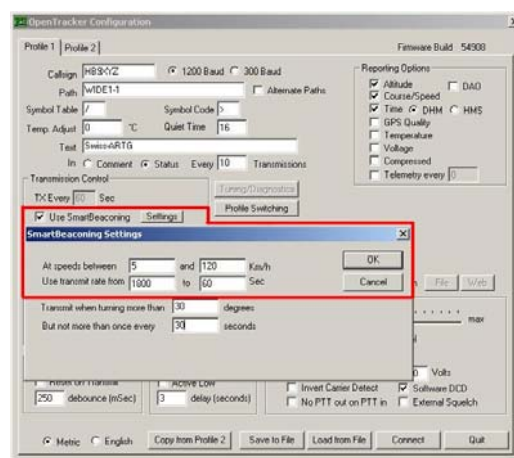 OpenTracker Configuration
Profile 1 Profile 2 Firmware Build 54908
Callsign HB9XYZ 1200 Baud 300 Baud
Path WIDE1-1 Alternate Paths
Symbol Table / Symbol Code >
Temp. Adjust 0 °C Quiet Time 16
Text Swiss-ARTG
In Comment Status Every 10 Transmissions
Reporting Options
Altitude DAO
Course/Speed
Time DHM HMS
GPS Quality
Temperature
Voltage
Compressed
Telemetry every 0
Transmission Control
TX Every 60 Sec
Tuning/Diagnostics
Use SmartBeaconing Settings
Profile Switching
SmartBeaconing Settings
At speeds between 5 and 120 Km/h OK
Use transmit rate from 1800 to 60 Sec Cancel
File Web
Transmit when turning more than 30 degrees
But not more than once every 30 seconds
max
Volts
Reset on Transmit Active Low Invert Carrier Detect Software DCD
250 debounce (mSec) 3 delay (seconds) No PTT out on PTT in External Squelch
Metric English Copy from Profile 2 Save to File Load from File Connect Quit